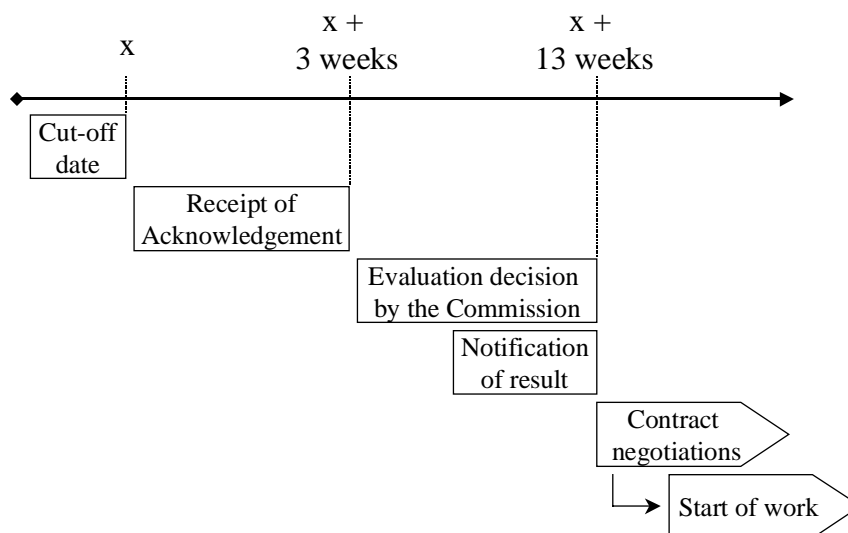 x
x +
3 weeks
x +
13 weeks
Cut-off
date
Receipt of
Acknowledgement
Evaluation decision
by the Commission
Notification
of result
Contract
negotiations
Start of work